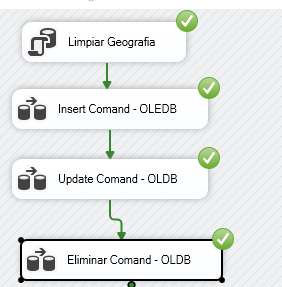 Limpiar Geografia
Insert Comand - OLEDB
Update Comand - OLDB
Eliminar Comand - OLDB